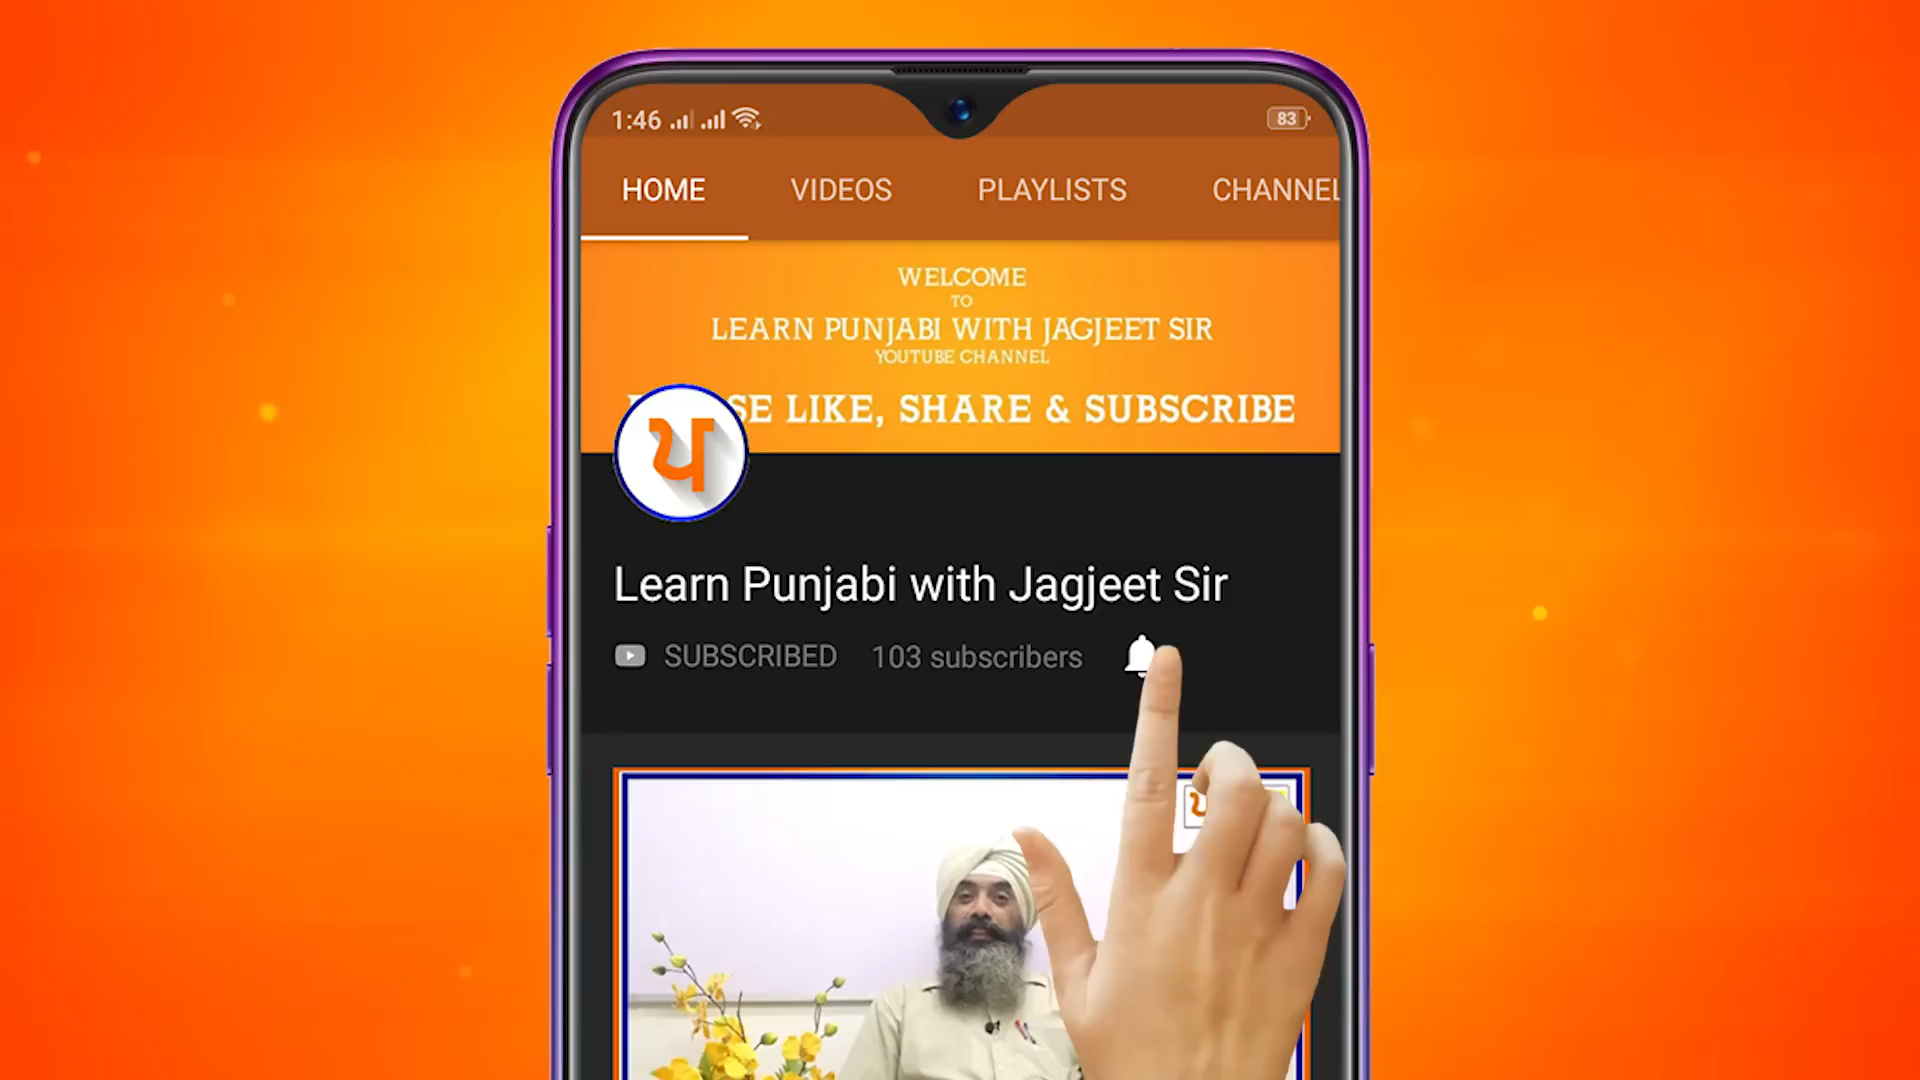 1:46
83
HOME VIDEOS PLAYLISTS CHANNEL
WELCOME
TO
LEARN PUNJABI WITH JAGJEET SIR
YOUTUBE CHANNEL
SE LIKE, SHARE & SUBSCRIBE
ਪ
Learn Punjabi with Jagjeet Sir
SUBSCRIBED 103 subscribers
ਪ